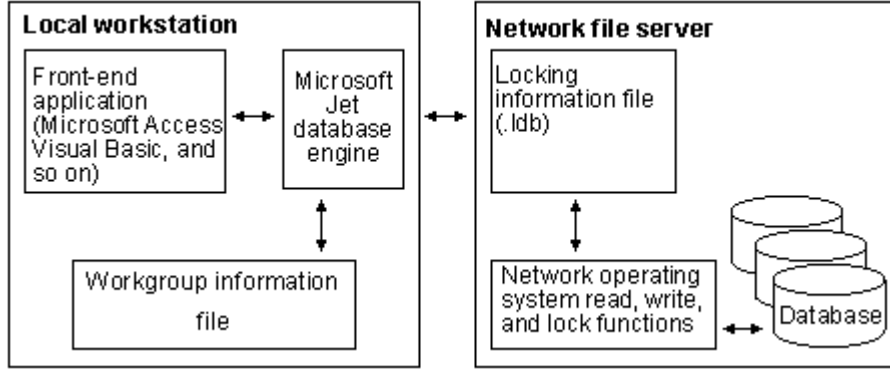 Local workstation
Front-end
application
(Microsoft Access
Visual Basic, and
so on)
Microsoft
Jet
database
engine
Workgroup information
file
Network file server
Locking
information file
(.ldb)
Network operating
system read, write,
and lock functions
Database